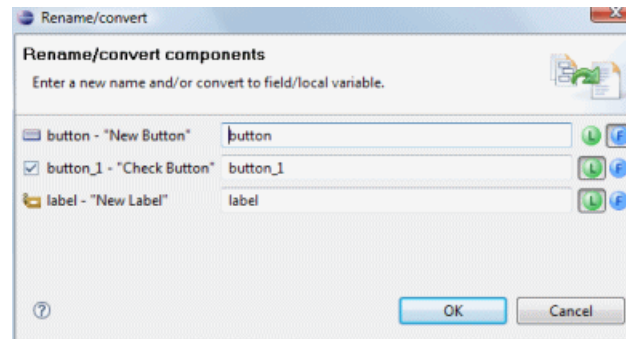 Rename/convert
Rename/convert components
Enter a new name and/or convert to field/local variable.
button - "New Button" button L F
button_1 - "Check Button" button_1 L F
label - "New Label" label L F
? OK Cancel